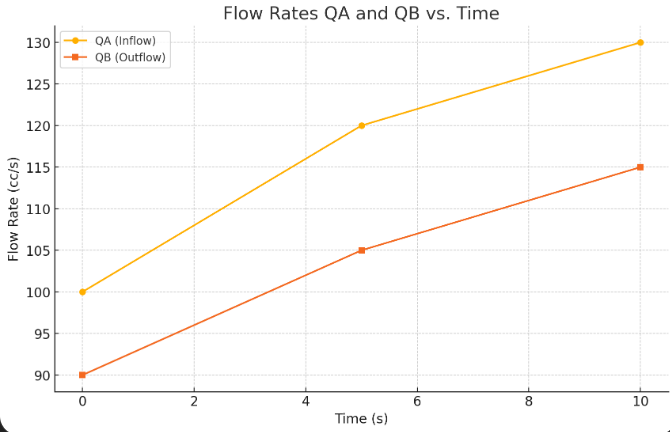 Flow Rates QA and QB vs. Time
QA (Inflow)
QB (Outflow)
130
125
120
115
110
105
100
95
90
Flow Rate (cc/s)
0 2 4 6 8 10
Time (s)